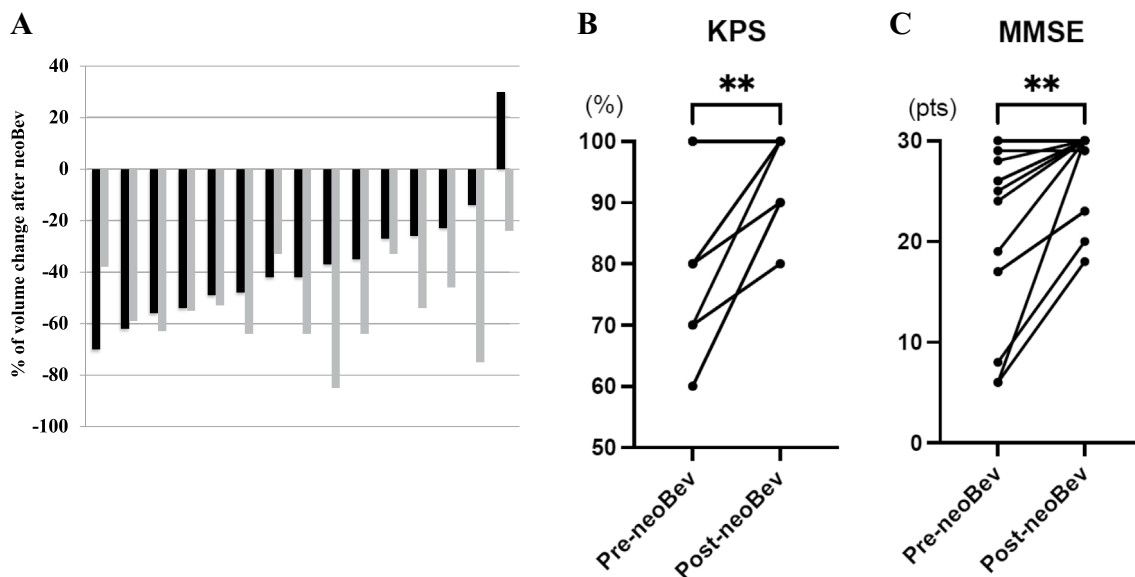 A
% of volume change after neoBev
40
20
0
-20
-40
-60
-80
-100
B
KPS
**
(%)
100
90
80
70
60
50
Pre-neoBev
Post-neoBev
C
MMSE
**
(pts)
30
20
10
0
Pre-neoBev
Post-neoBev